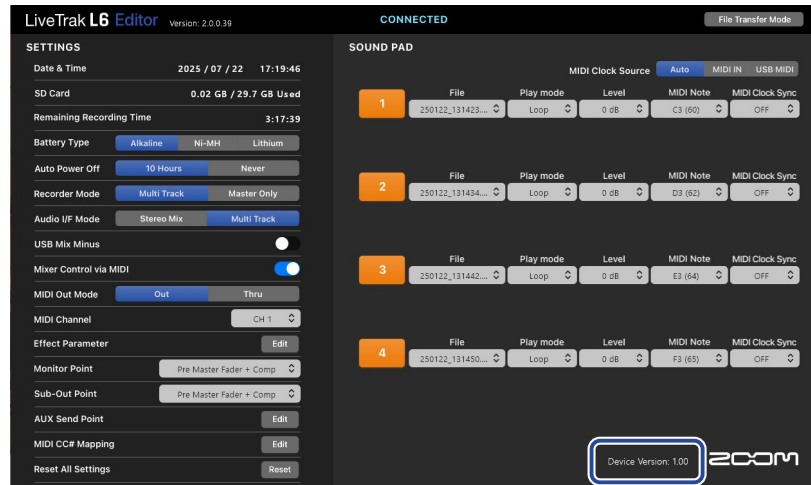 LiveTrak L6 Editor Version: 2.0.0.39 CONNECTED File Transfer Mode
SETTINGS
Date & Time 2025 / 07 / 22 17:19:46
SD Card 0.02 GB / 29.7 GB Used
Remaining Recording Time 3:17:39
Battery Type Alkaline Ni-MH Lithium
Auto Power Off 10 Hours Never
Recorder Mode Multi Track Master Only
Audio I/F Mode Stereo Mix Multi Track
USB Mix Minus
Mixer Control via MIDI
MIDI Out Mode Out Thru
MIDI Channel CH 1
Effect Parameter Edit
Monitor Point Pre Master Fader + Comp
Sub-Out Point Pre Master Fader + Comp
AUX Send Point Edit
MIDI CC# Mapping Edit
Reset All Settings Reset
SOUND PAD
MIDI Clock Source Auto MIDI IN USB MIDI
File Play mode Level MIDI Note MIDI Clock Sync
1 250122_131423.... Loop 0 dB C3 (60) OFF
File Play mode Level MIDI Note MIDI Clock Sync
2 250122_131434.... Loop 0 dB D3 (62) OFF
File Play mode Level MIDI Note MIDI Clock Sync
3 250122_131442.... Loop 0 dB E3 (64) OFF
File Play mode Level MIDI Note MIDI Clock Sync
4 250122_131450.... Loop 0 dB F3 (65) OFF
Device Version: 1.00 ZOOM